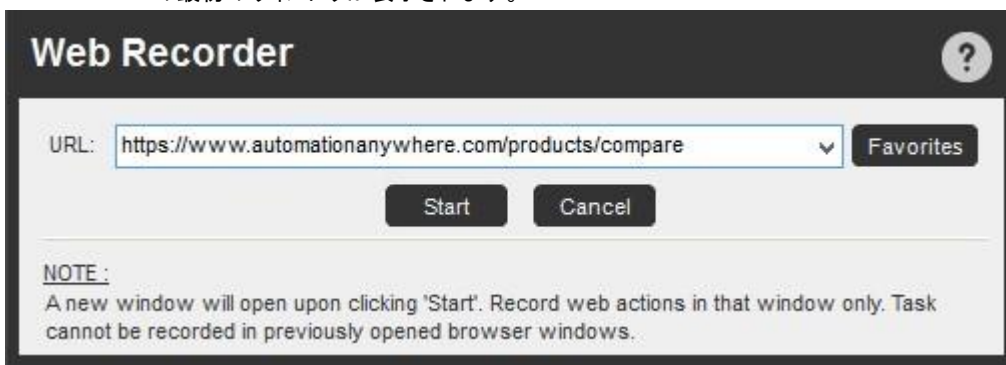 Web Recorder
?
URL: https://www.automationanywhere.com/products/compare Favorites
Start Cancel
NOTE :
A new window will open upon clicking 'Start'. Record web actions in that window only. Task
cannot be recorded in previously opened browser windows.